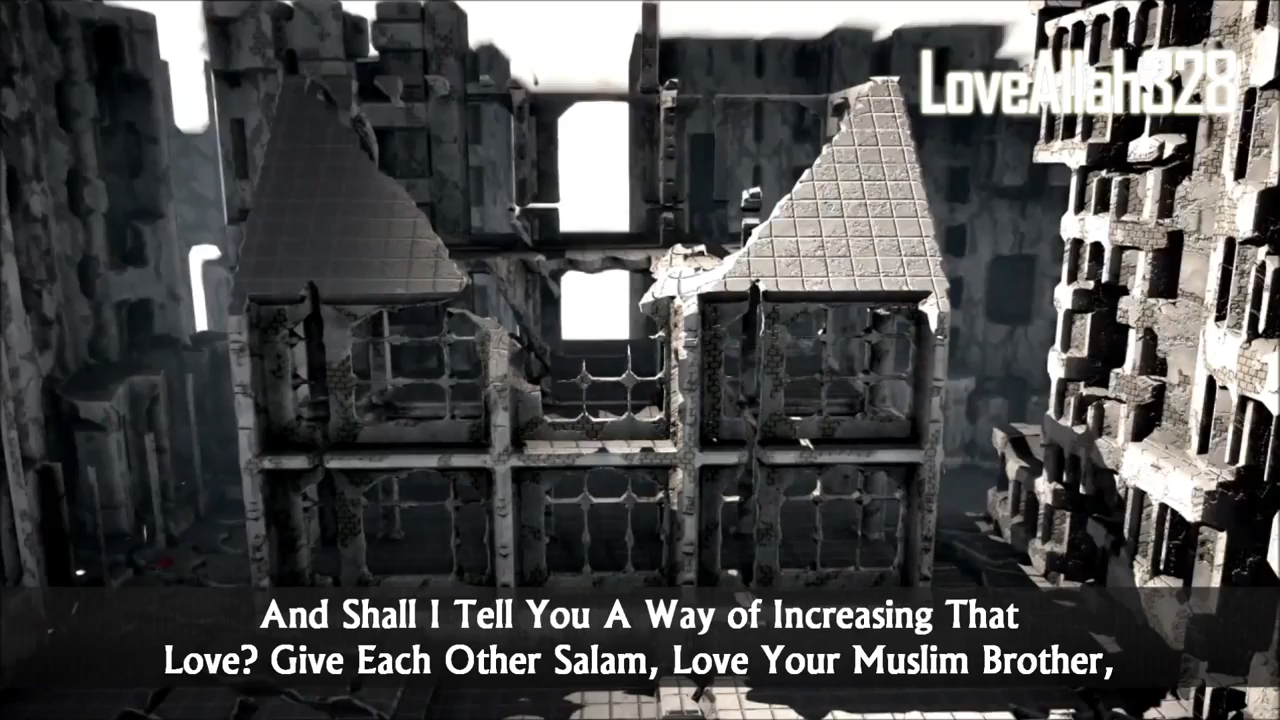 LoveAllah328
And Shall I Tell You A Way of Increasing That
Love? Give Each Other Salam, Love Your Muslim Brother,